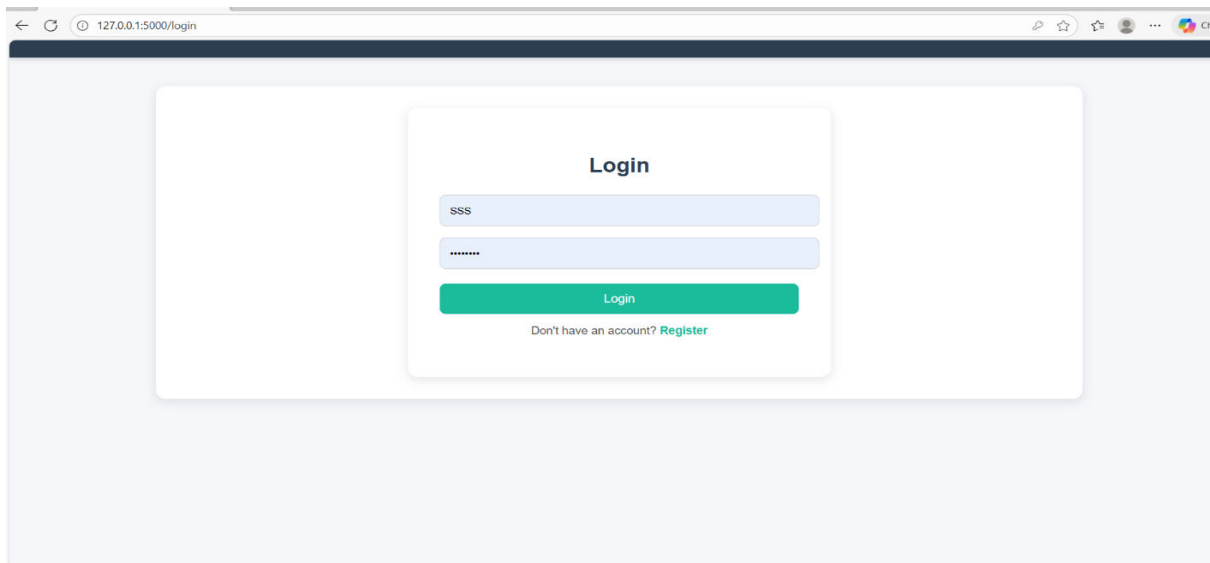 127.0.0.1:5000/login
Login
sss
••••••••
Login
Don't have an account? Register